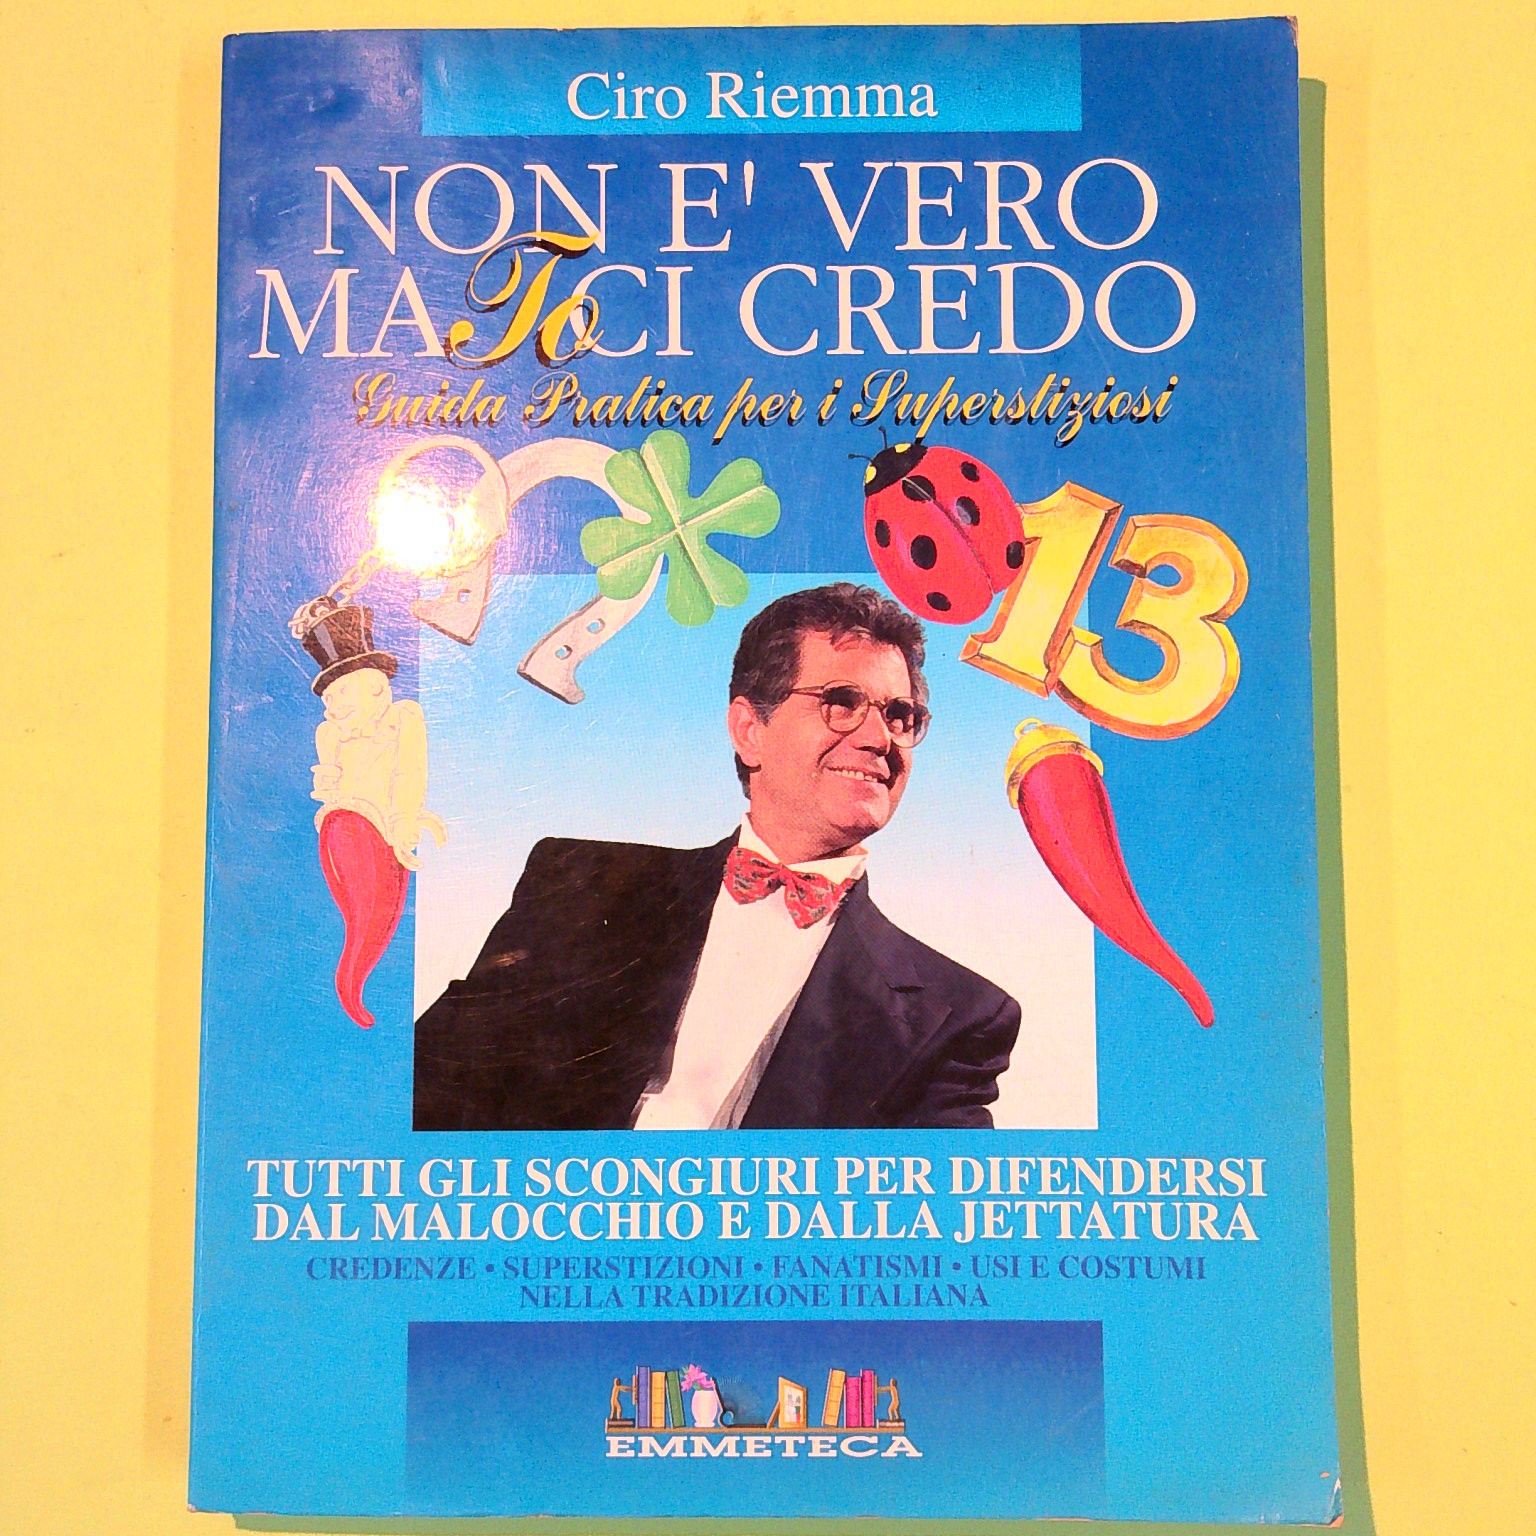 Ciro Riemma
NON E' VERO
MA Io CI CREDO
Guida Pratica per i Superstiziosi
13
TUTTI GLI SCONGIURI PER DIFENDERSI
DAL MALOCCHIO E DALLA JETTATURA
CREDENZE • SUPERSTIZIONI • FANATISMI • USI E COSTUMI
NELLA TRADIZIONE ITALIANA
EMMETECA